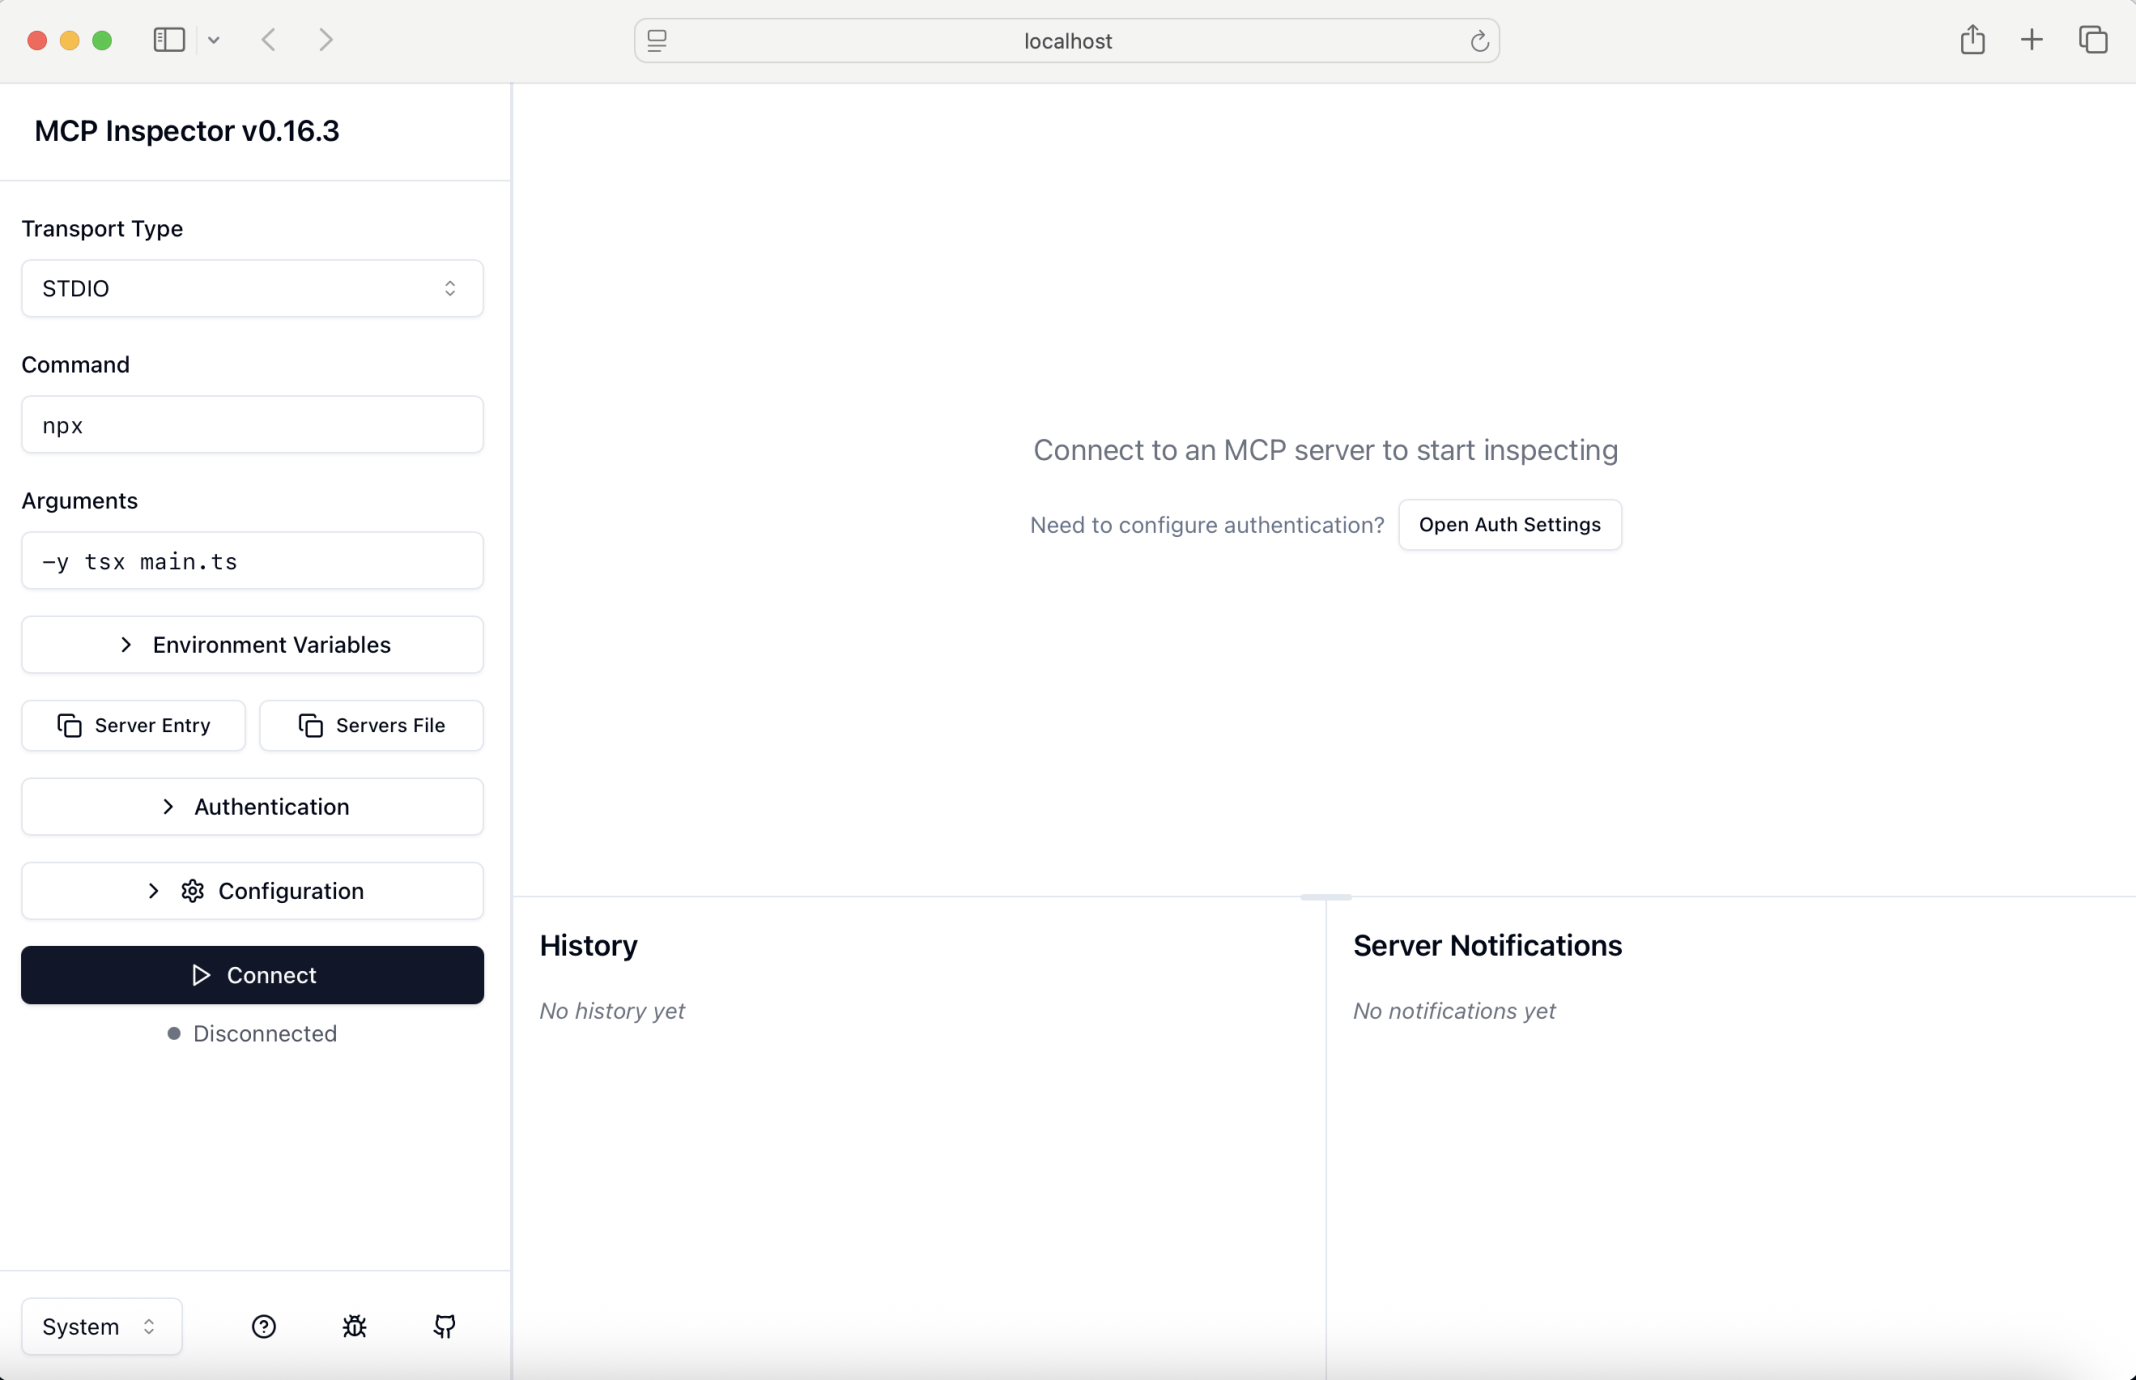 localhost
MCP Inspector v0.16.3
Transport Type
STDIO
Command
npx
Arguments
-y tsx main.ts
Environment Variables
Server Entry
Servers File
Authentication
Configuration
Connect
Disconnected
System
Connect to an MCP server to start inspecting
Need to configure authentication? Open Auth Settings
History
No history yet
Server Notifications
No notifications yet